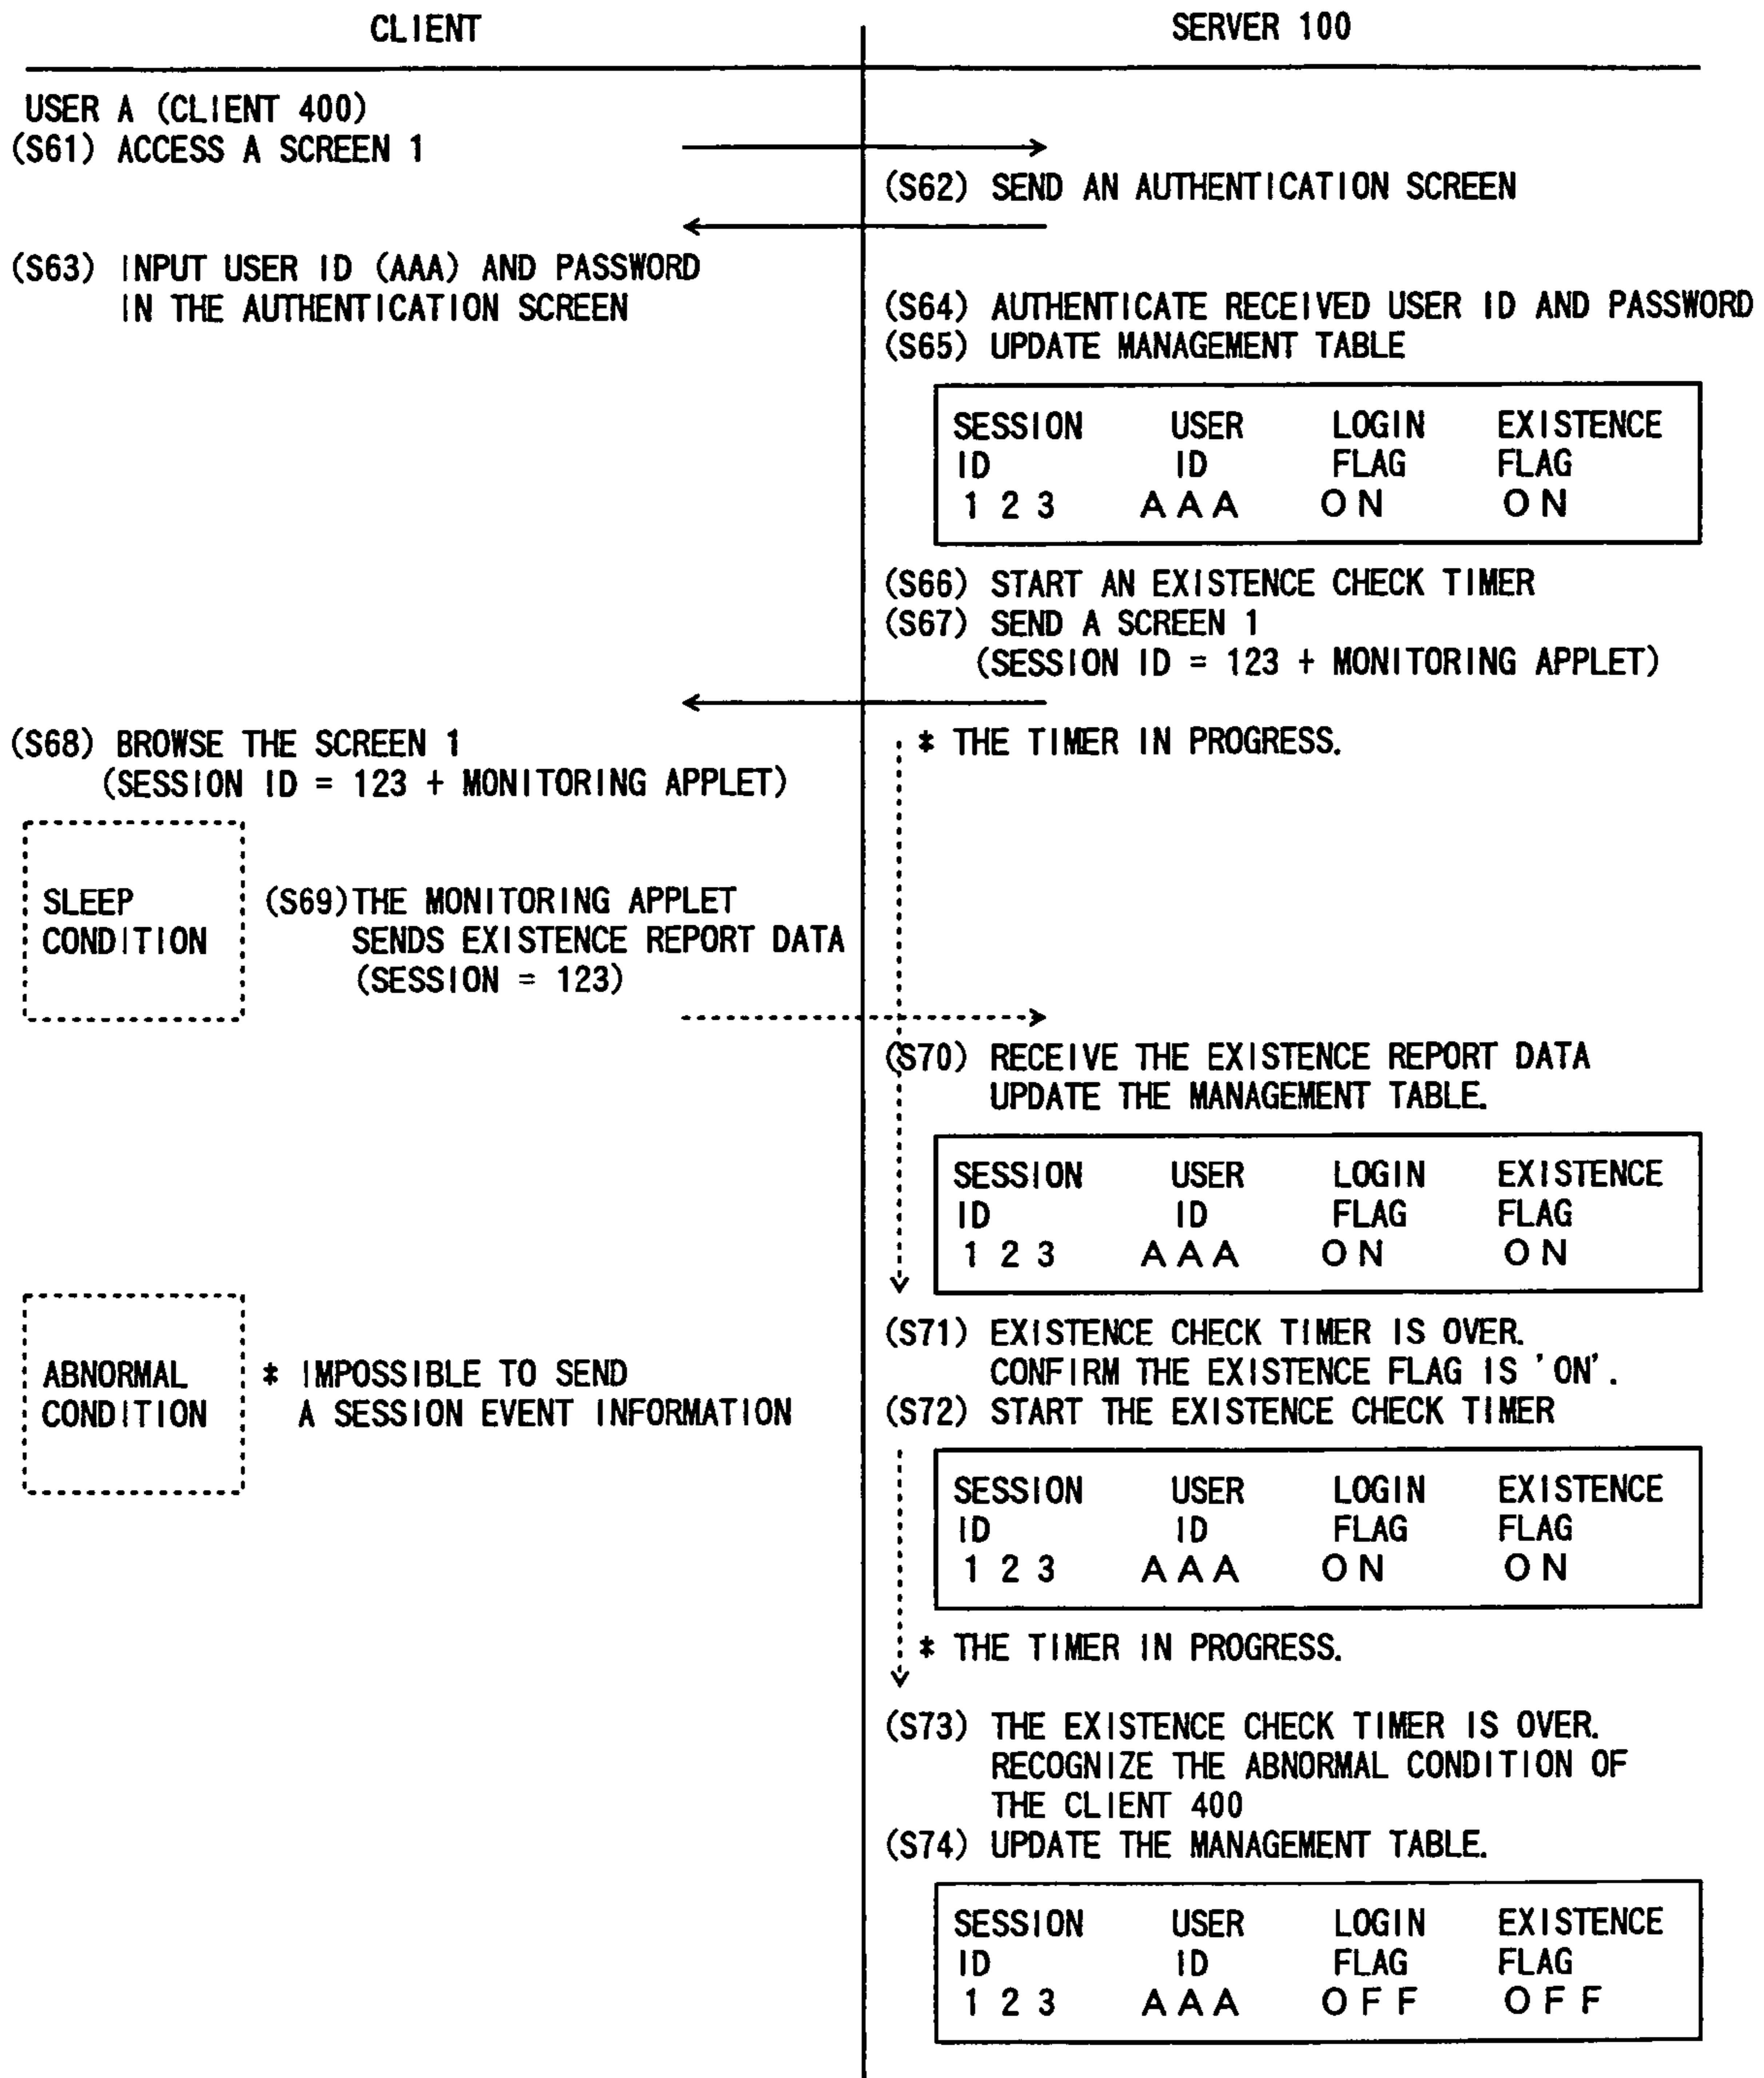 CLIENT
SERVER 100
USER A (CLIENT 400)
(S61) ACCESS A SCREEN 1
(S62) SEND AN AUTHENTICATION SCREEN
(S63) INPUT USER ID (AAA) AND PASSWORD
IN THE AUTHENTICATION SCREEN
(S64) AUTHENTICATE RECEIVED USER ID AND PASSWORD
(S65) UPDATE MANAGEMENT TABLE
SESSION USER LOGIN EXISTENCE
ID ID FLAG FLAG
1 2 3 A A A O N O N
(S66) START AN EXISTENCE CHECK TIMER
(S67) SEND A SCREEN 1
(SESSION ID = 123 + MONITORING APPLET)
(S68) BROWSE THE SCREEN 1
(SESSION ID = 123 + MONITORING APPLET)
* THE TIMER IN PROGRESS.
SLEEP
CONDITION
(S69)THE MONITORING APPLET
SENDS EXISTENCE REPORT DATA
(SESSION = 123)
(S70) RECEIVE THE EXISTENCE REPORT DATA
UPDATE THE MANAGEMENT TABLE.
SESSION USER LOGIN EXISTENCE
ID ID FLAG FLAG
1 2 3 A A A O N O N
ABNORMAL
CONDITION
* IMPOSSIBLE TO SEND
A SESSION EVENT INFORMATION
(S71) EXISTENCE CHECK TIMER IS OVER.
CONFIRM THE EXISTENCE FLAG IS 'ON'.
(S72) START THE EXISTENCE CHECK TIMER
SESSION USER LOGIN EXISTENCE
ID ID FLAG FLAG
1 2 3 A A A O N O N
* THE TIMER IN PROGRESS.
(S73) THE EXISTENCE CHECK TIMER IS OVER.
RECOGNIZE THE ABNORMAL CONDITION OF
THE CLIENT 400
(S74) UPDATE THE MANAGEMENT TABLE.
SESSION USER LOGIN EXISTENCE
ID ID FLAG FLAG
1 2 3 A A A O F F O F F